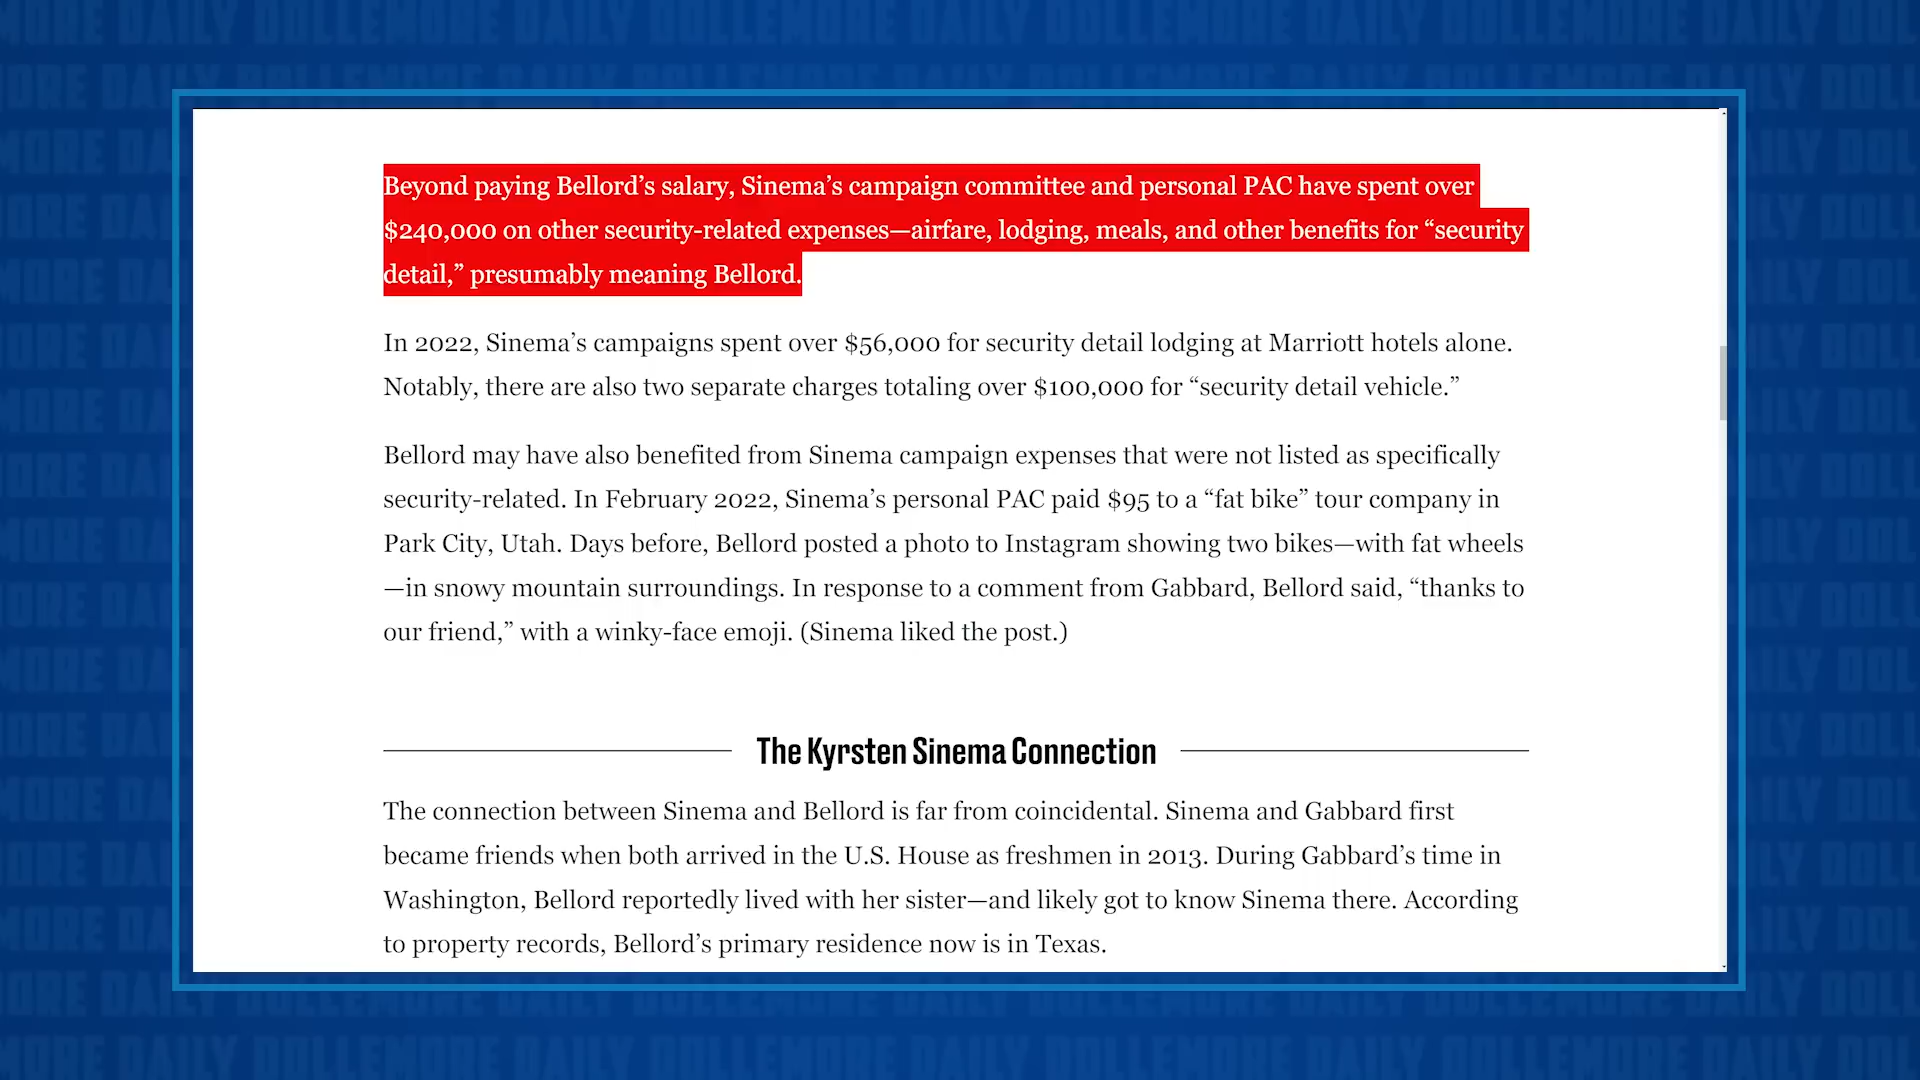 Beyond paying Bellord’s salary, Sinema’s campaign committee and personal PAC have spent over
$240,000 on other security-related expenses—airfare, lodging, meals, and other benefits for “security
detail,” presumably meaning Bellord.
In 2022, Sinema’s campaigns spent over $56,000 for security detail lodging at Marriott hotels alone.
Notably, there are also two separate charges totaling over $100,000 for “security detail vehicle.”
Bellord may have also benefited from Sinema campaign expenses that were not listed as specifically
security-related. In February 2022, Sinema’s personal PAC paid $95 to a “fat bike” tour company in
Park City, Utah. Days before, Bellord posted a photo to Instagram showing two bikes—with fat wheels
—in snowy mountain surroundings. In response to a comment from Gabbard, Bellord said, “thanks to
our friend,” with a winky-face emoji. (Sinema liked the post.)
The Kyrsten Sinema Connection
The connection between Sinema and Bellord is far from coincidental. Sinema and Gabbard first
became friends when both arrived in the U.S. House as freshmen in 2013. During Gabbard’s time in
Washington, Bellord reportedly lived with her sister—and likely got to know Sinema there. According
to property records, Bellord’s primary residence now is in Texas.